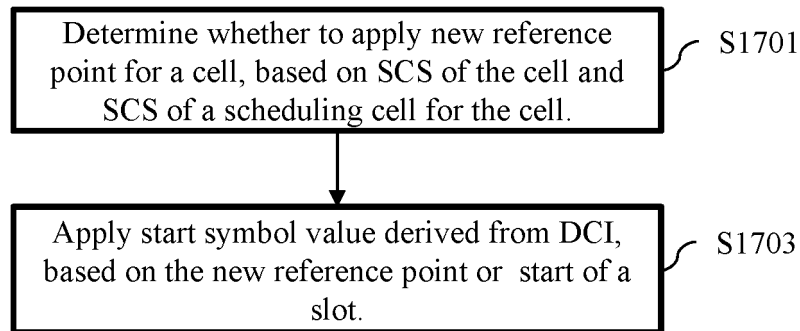 Determine whether to apply new reference
point for a cell, based on SCS of the cell and
SCS of a scheduling cell for the cell.
S1701
Apply start symbol value derived from DCI,
based on the new reference point or start of a
slot.
S1703